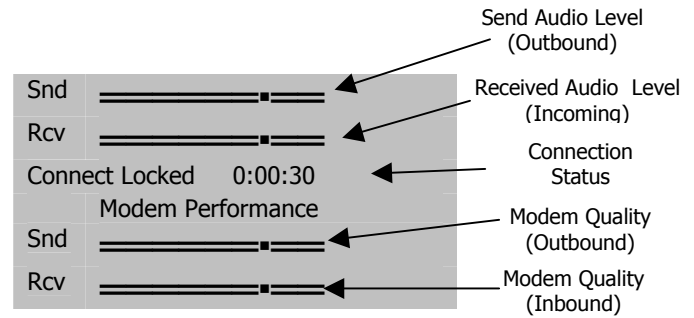 Send Audio Level
(Outbound)
Snd
Received Audio Level
(Incoming)
Rcv
Connection
Status
Connect Locked 0:00:30
Modem Performance
Modem Quality
(Outbound)
Snd
Modem Quality
(Inbound)
Rcv